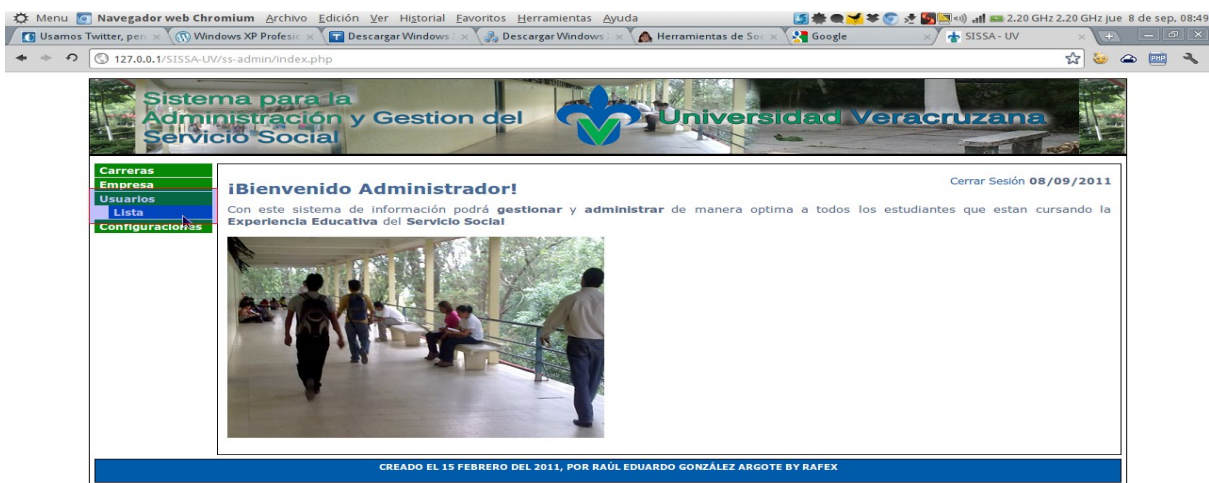 Menu Navegador web Chromium Archivo Edición Ver Historial Favoritos Herramientas Ayuda 2.20 GHz 2.20 GHz jue 8 de sep, 08:49
Usamos Twitter, per Windows XP Profesio Descargar Windows Descargar Windows Herramientas de Soc Google SISSA - UV
127.0.0.1/SISSA-UV/ss-admin/index.php
Sistema para la
Administración y Gestion del
Servicio Social
Universidad Veracruzana
Carreras
Empresa
Usuarios
Lista
Configuraciones
Cerrar Sesión 08/09/2011
¡Bienvenido Administrador!
Con este sistema de información podrá gestionar y administrar de manera optima a todos los estudiantes que estan cursando la
Experiencia Educativa del Servicio Social
CREADO EL 15 FEBRERO DEL 2011, POR RAÚL EDUARDO GONZÁLEZ ARGOTE BY RAFEX